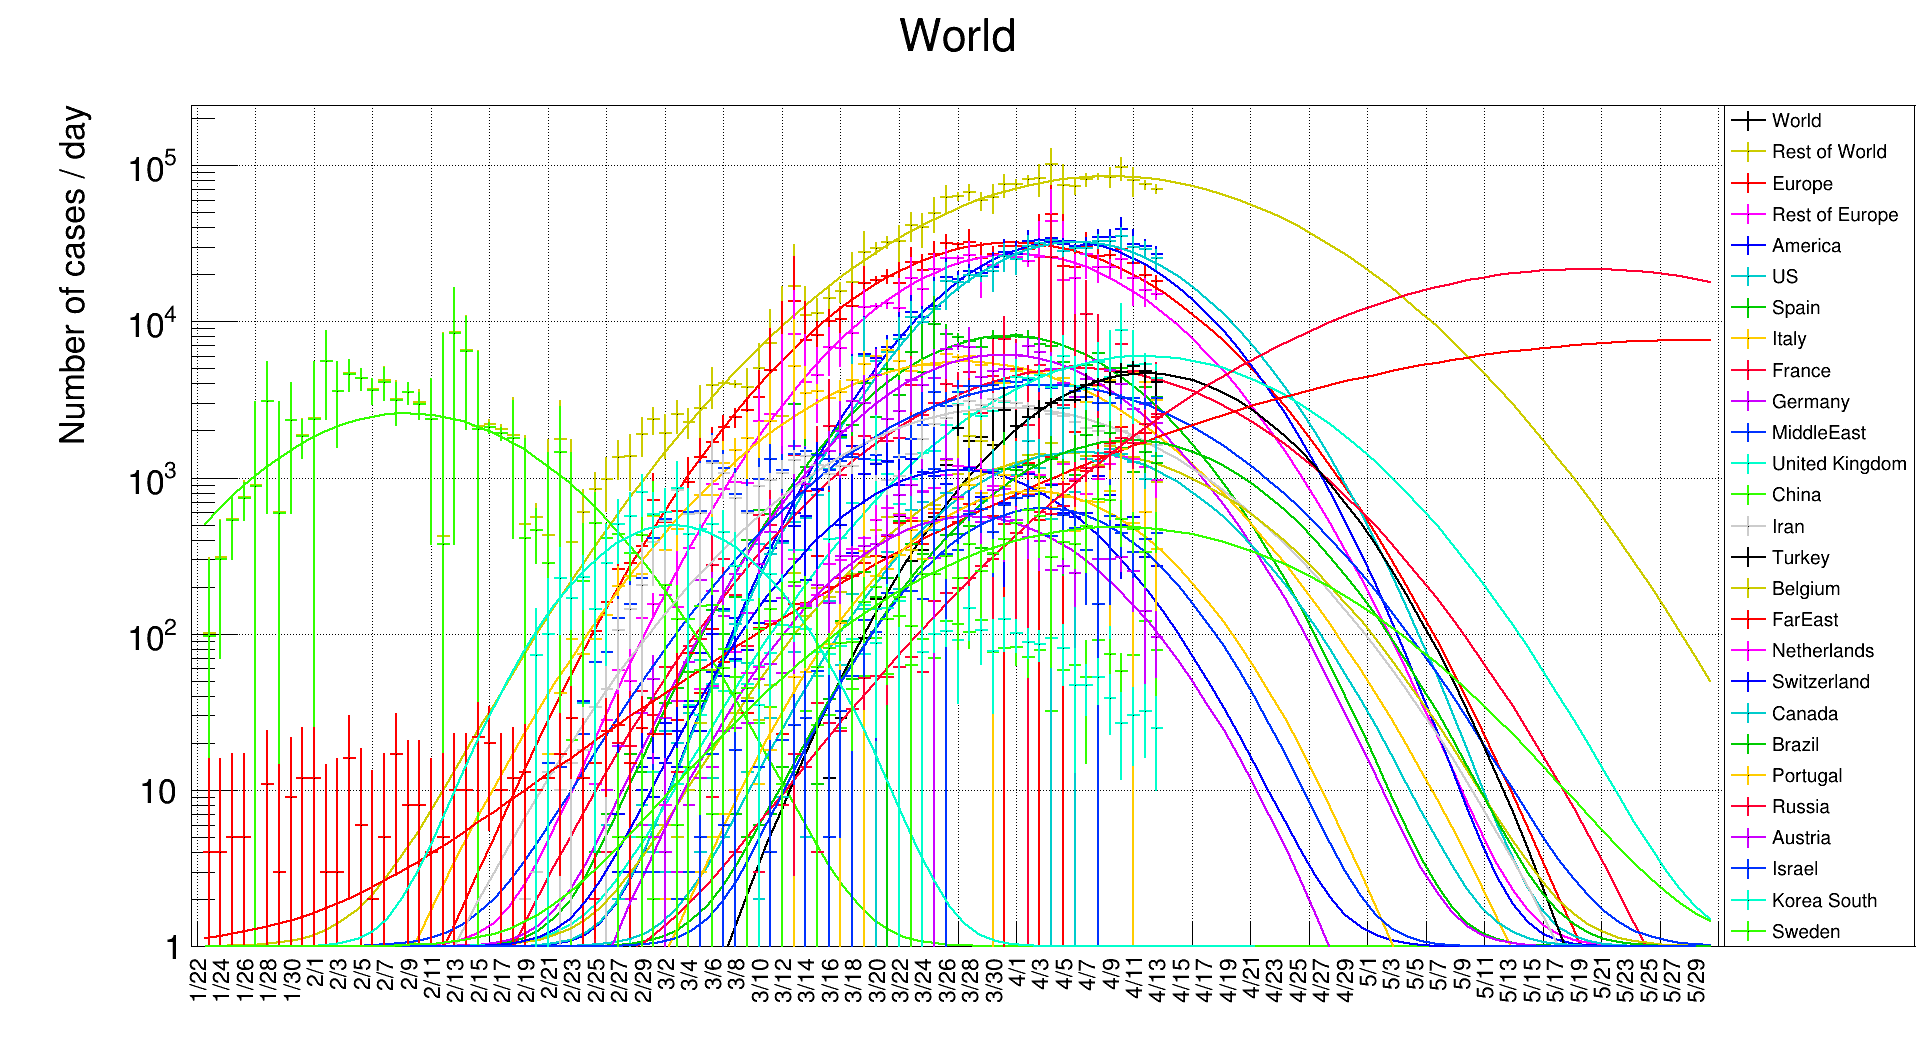 World
Number of cases / day
10⁵
10⁴
10³
10²
10
1
1/22
1/24
1/26
1/28
1/30
2/1
2/3
2/5
2/7
2/9
2/11
2/13
2/15
2/17
2/19
2/21
2/23
2/25
2/27
2/29
3/2
3/4
3/6
3/8
3/10
3/12
3/14
3/16
3/18
3/20
3/22
3/24
3/26
3/28
3/30
4/1
4/3
4/5
4/7
4/9
4/11
4/13
4/15
4/17
4/19
4/21
4/23
4/25
4/27
4/29
5/1
5/3
5/5
5/7
5/9
5/11
5/13
5/15
5/17
5/19
5/21
5/23
5/25
5/27
5/29
World
Rest of World
Europe
Rest of Europe
America
US
Spain
Italy
France
Germany
MiddleEast
United Kingdom
China
Iran
Turkey
Belgium
FarEast
Netherlands
Switzerland
Canada
Brazil
Portugal
Russia
Austria
Israel
Korea South
Sweden